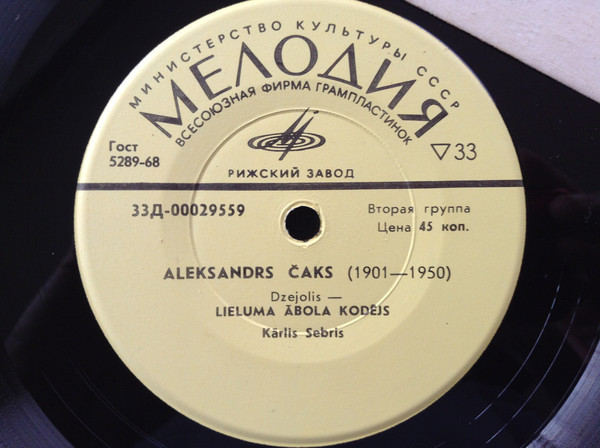 МИНИСТЕРСТВО КУЛЬТУРЫ СССР
МЕЛОДИЯ
ВСЕСОЮЗНАЯ ФИРМА ГРАМПЛАСТИНОК
Гост
5289-68
▽33
РИЖСКИЙ ЗАВОД
33Д-00029559
Вторая группа
Цена 45 коп.
ALEKSANDRS ČAKS (1901—1950)
Dzejolis —
LIELUMA ĀBOLA KODĒJS
Kārlis Sebris